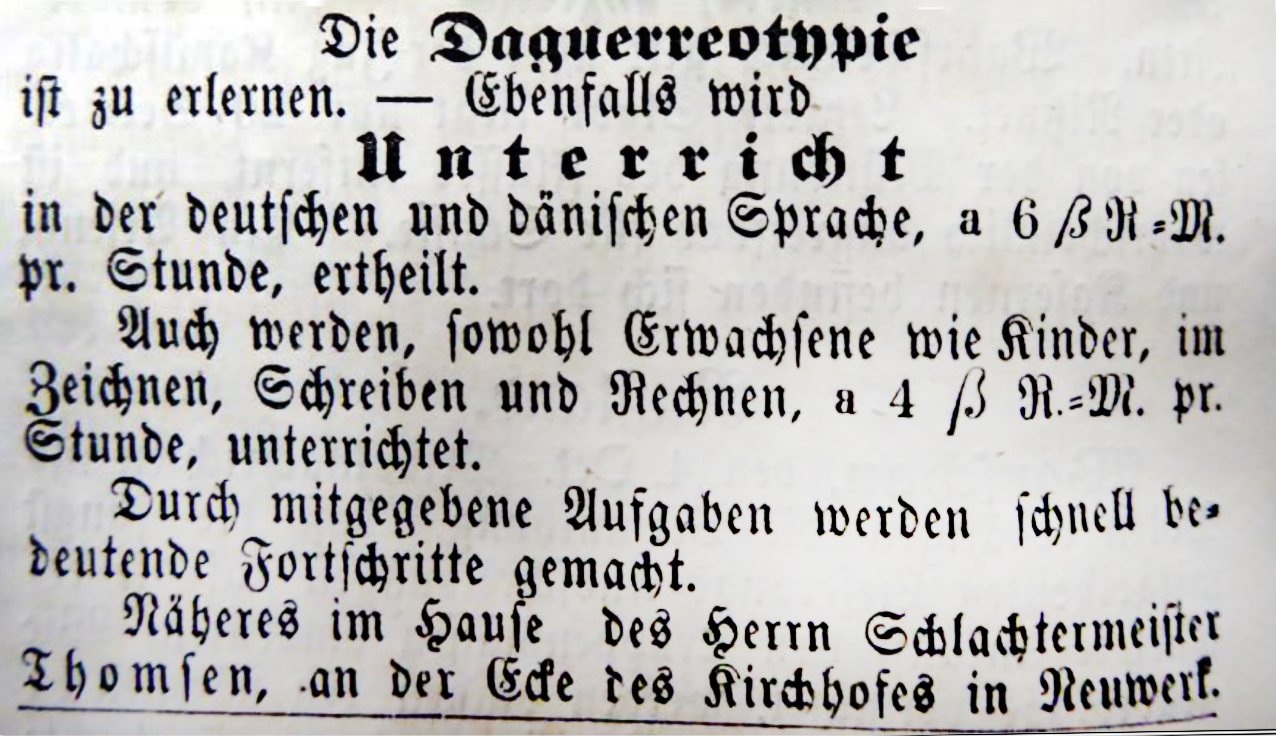 Die Daguerreotypie
ist zu erlernen. — Ebenfalls wird
Unterricht
in der deutschen und dänischen Sprache, a 6 ß R=M.
pr. Stunde, ertheilt.
Auch werden, sowohl Erwachsene wie Kinder, im
Zeichnen, Schreiben und Rechnen, a 4 ß R.=M. pr.
Stunde, unterrichtet.
Durch mitgegebene Aufgaben werden schnell be=
deutende Fortschritte gemacht.
Näheres im Hause des Herrn Schlachtermeister
Thomsen, an der Ecke des Kirchhofes in Neuwerk.